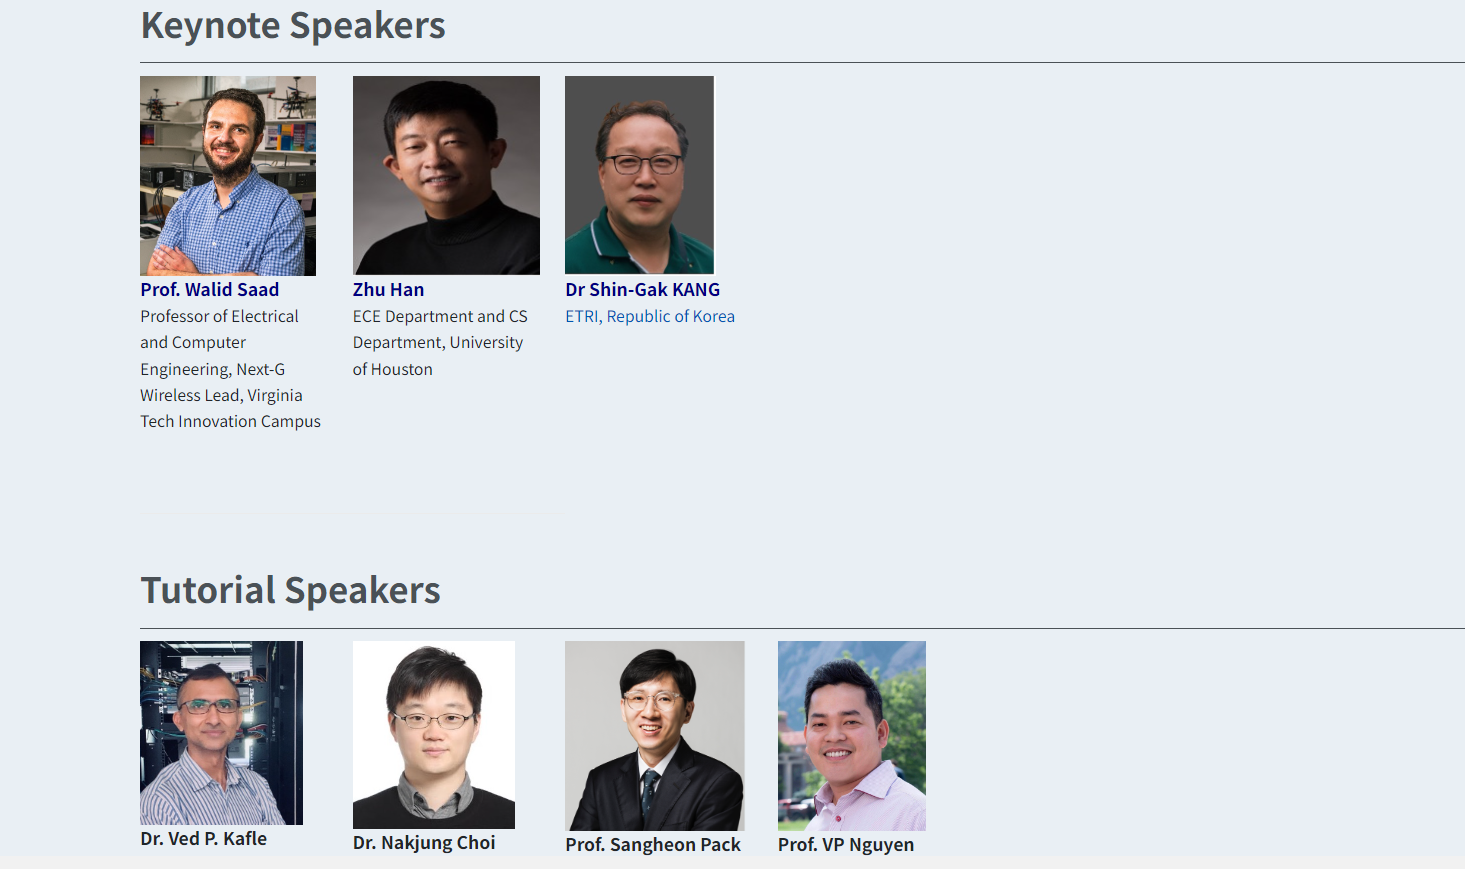 Keynote Speakers
Prof. Walid Saad
Professor of Electrical
and Computer
Engineering, Next-G
Wireless Lead, Virginia
Tech Innovation Campus
Zhu Han
ECE Department and CS
Department, University
of Houston
Dr Shin-Gak KANG
ETRI, Republic of Korea
Tutorial Speakers
Dr. Ved P. Kafle
Dr. Nakjung Choi
Prof. Sangheon Pack
Prof. VP Nguyen